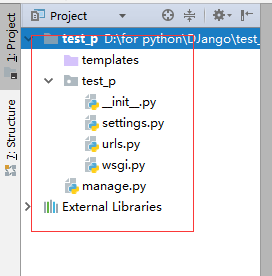 Project
1: Project
7: Structure
test_p D:\for python\DJango\test_
templates
test_p
__init__.py
settings.py
urls.py
wsgi.py
manage.py
External Libraries